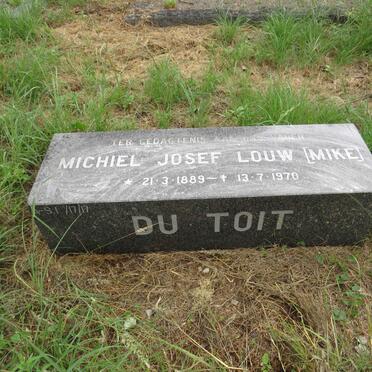 TER GEDAGTENIS
MICHIEL JOSEF LOUW [MIKE]
* 21·3·1889 - † 13·7·1970
DU TOIT